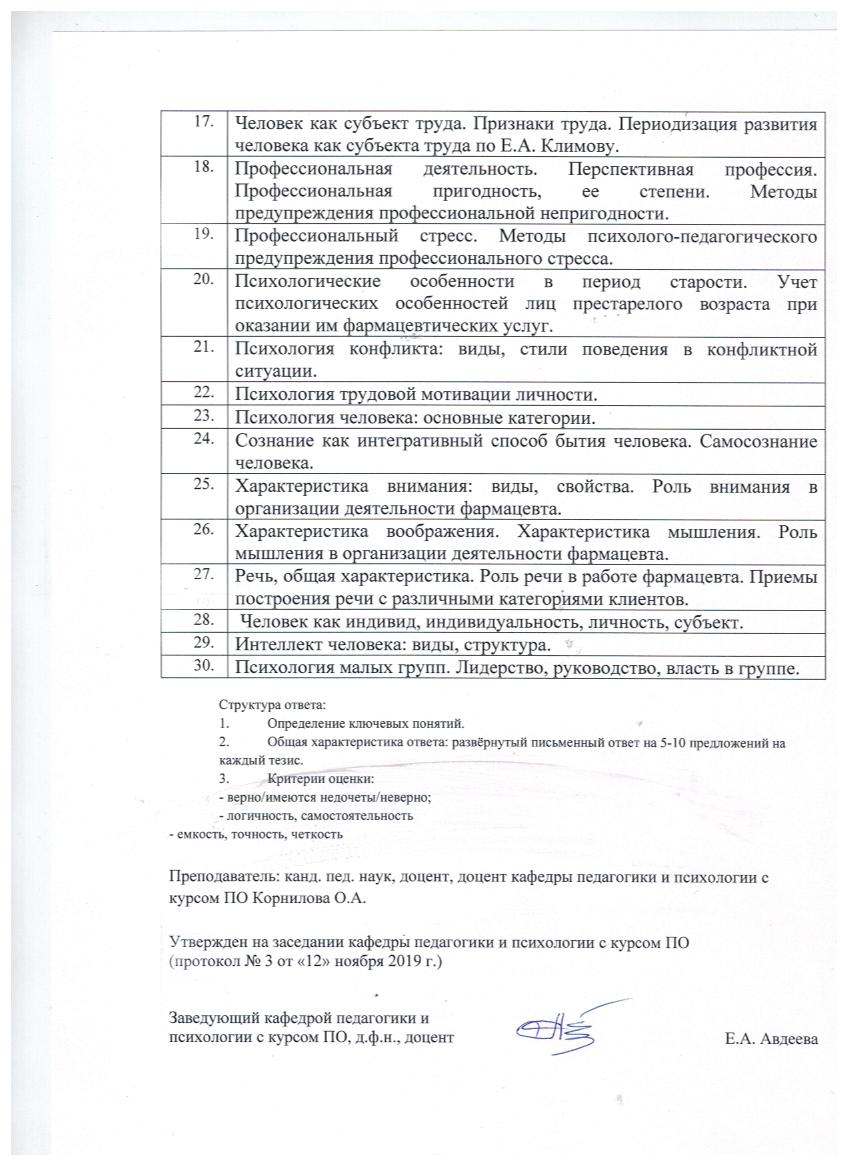 17. Человек как субъект труда. Признаки труда. Периодизация развития
человека как субъекта труда по Е.А. Климову.
18. Профессиональная деятельность. Перспективная профессия.
Профессиональная пригодность, ее степени. Методы
предупреждения профессиональной непригодности.
19. Профессиональный стресс. Методы психолого-педагогического
предупреждения профессионального стресса.
20. Психологические особенности в период старости. Учет
психологических особенностей лиц престарелого возраста при
оказании им фармацевтических услуг.
21. Психология конфликта: виды, стили поведения в конфликтной
ситуации.
22. Психология трудовой мотивации личности.
23. Психология человека: основные категории.
24. Сознание как интегративный способ бытия человека. Самосознание
человека.
25. Характеристика внимания: виды, свойства. Роль внимания в
организации деятельности фармацевта.
26. Характеристика воображения. Характеристика мышления. Роль
мышления в организации деятельности фармацевта.
27. Речь, общая характеристика. Роль речи в работе фармацевта. Приемы
построения речи с различными категориями клиентов.
28. Человек как индивид, индивидуальность, личность, субъект.
29. Интеллект человека: виды, структура.
30. Психология малых групп. Лидерство, руководство, власть в группе.
Структура ответа:
1. Определение ключевых понятий.
2. Общая характеристика ответа: развёрнутый письменный ответ на 5-10 предложений на
каждый тезис.
3. Критерии оценки:
- верно/имеются недочеты/неверно;
- логичность, самостоятельность
- емкость, точность, четкость
Преподаватель: канд. пед. наук, доцент, доцент кафедры педагогики и психологии с
курсом ПО Корнилова О.А.
Утвержден на заседании кафедры педагогики и психологии с курсом ПО
(протокол № 3 от «12» ноября 2019 г.)
Заведующий кафедрой педагогики и
психологии с курсом ПО, д.ф.н., доцент Е.А. Авдеева